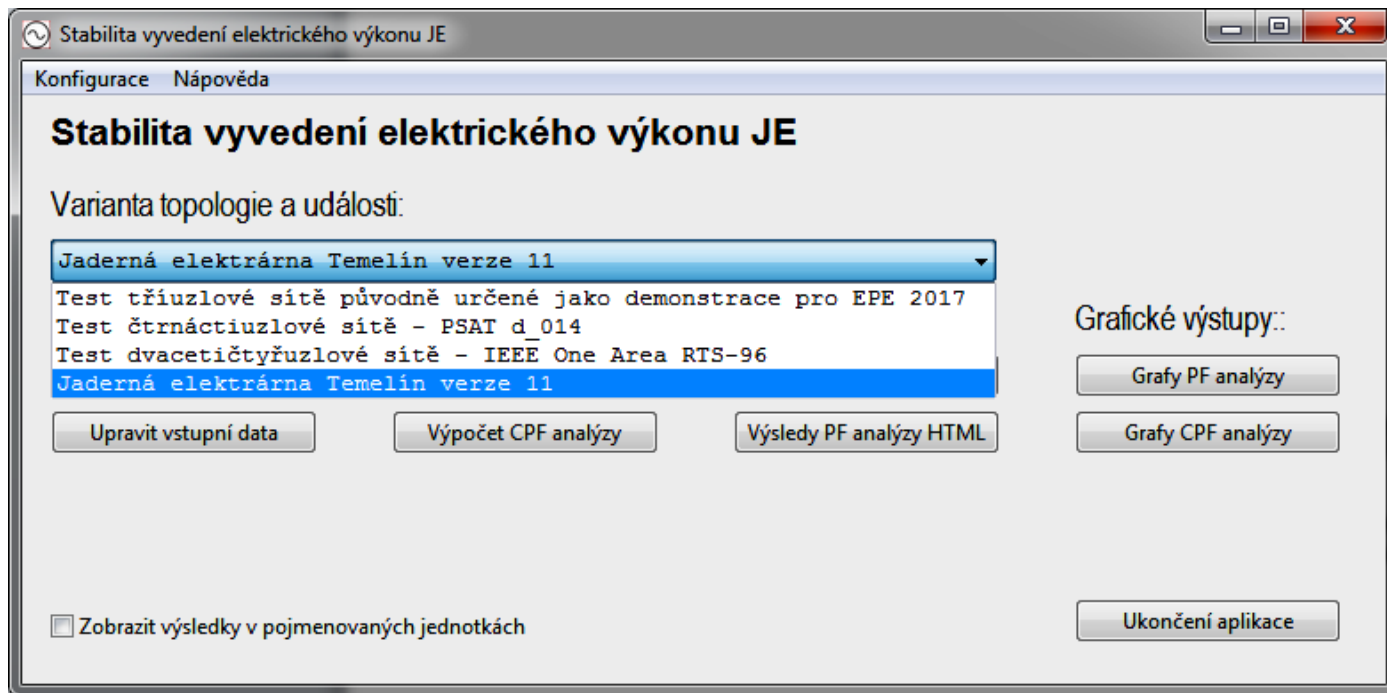 Stabilita vyvedení elektrického výkonu JE
Konfigurace Nápověda
Stabilita vyvedení elektrického výkonu JE
Varianta topologie a události:
Jaderná elektrárna Temelín verze 11
Test tříuzlové sítě původně určené jako demonstrace pro EPE 2017
Test čtrnáctiuzlové sítě - PSAT d_014
Test dvacetičtyřuzlové sítě - IEEE One Area RTS-96
Jaderná elektrárna Temelín verze 11
Grafické výstupy::
Grafy PF analýzy
Upravit vstupní data Výpočet CPF analýzy Výsledy PF analýzy HTML Grafy CPF analýzy
Zobrazit výsledky v pojmenovaných jednotkách
Ukončení aplikace